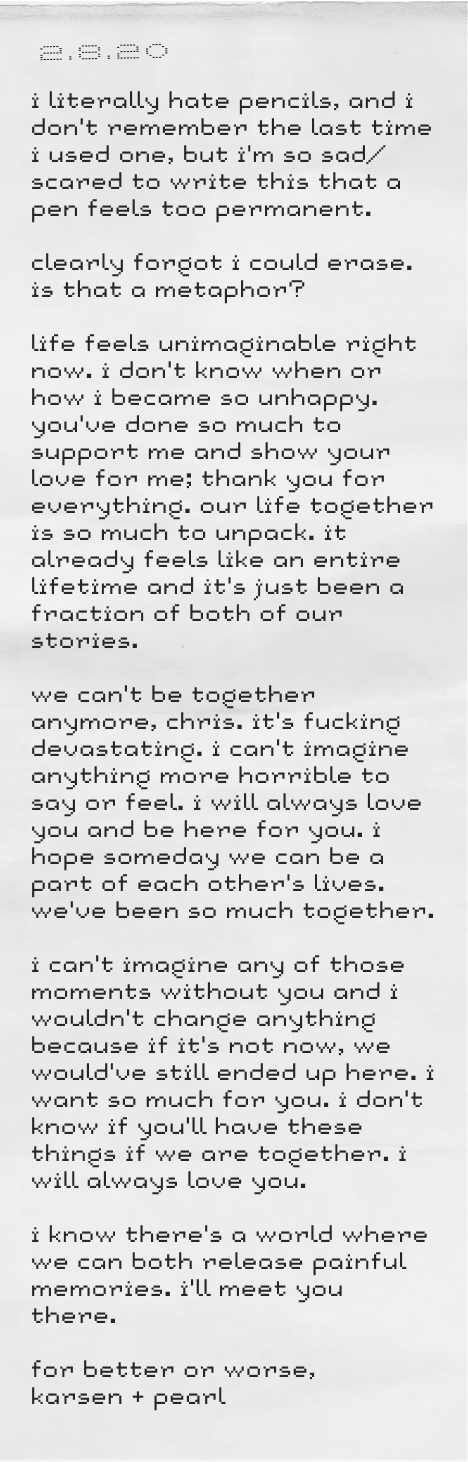 2.8.20
i literally hate pencils, and i
don't remember the last time
i used one, but i'm so sad/
scared to write this that a
pen feels too permanent.
clearly forgot i could erase.
is that a metaphor?
life feels unimaginable right
now. i don't know when or
how i became so unhappy.
you've done so much to
support me and show your
love for me; thank you for
everything. our life together
is so much to unpack. it
already feels like an entire
lifetime and it's just been a
fraction of both of our
stories.
we can't be together
anymore, chris. it's fucking
devastating. i can't imagine
anything more horrible to
say or feel. i will always love
you and be here for you. i
hope someday we can be a
part of each other's lives.
we've been so much together.
i can't imagine any of those
moments without you and i
wouldn't change anything
because if it's not now, we
would've still ended up here. i
want so much for you. i don't
know if you'll have these
things if we are together. i
will always love you.
i know there's a world where
we can both release painful
memories. i'll meet you
there.
for better or worse,
karsen + pearl